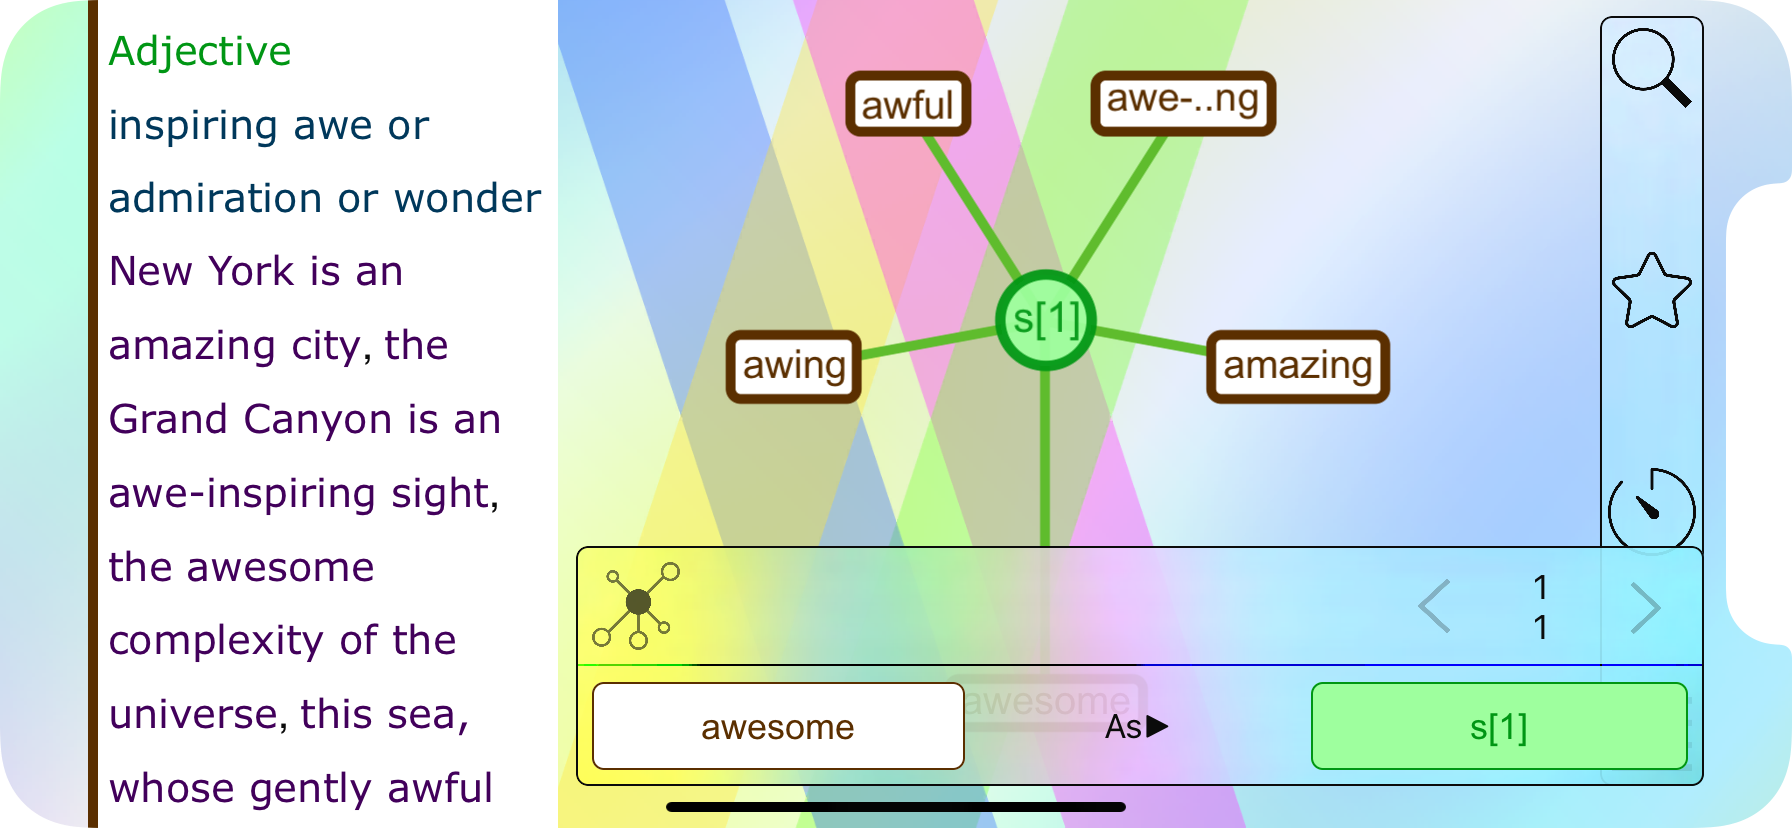 Adjective
inspiring awe or
admiration or wonder
New York is an
amazing city, the
Grand Canyon is an
awe-inspiring sight,
the awesome
complexity of the
universe, this sea,
whose gently awful
awful
awe-..ng
s[1]
awing
amazing
1
1
awesome
awesome
As▶
s[1]